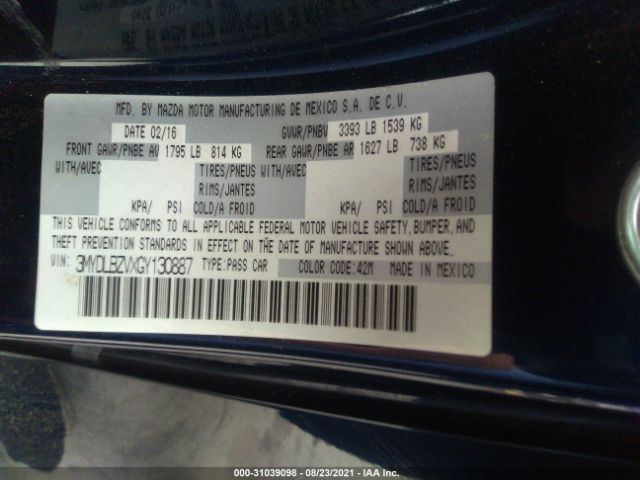 MFD. BY MAZDA MOTOR MANUFACTURING DE MEXICO S.A. DE C.V.
DATE 02/16 GVWR/PNBV 3393 LB 1539 KG
FRONT GAWR/PNBE AV 1795 LB 814 KG REAR GAWR/PNBE AR 1627 LB 738 KG
WITH/AVEC TIRES/PNEUS WITH/AVEC TIRES/PNEUS
RIMS/JANTES RIMS/JANTES
KPA/ PSI COLD/A FROID KPA/ PSI COLD/A FROID
THIS VEHICLE CONFORMS TO ALL APPLICABLE FEDERAL MOTOR VEHICLE SAFETY, BUMPER, AND
THEFT PREVENTION STANDARDS IN EFFECT ON THE DATE OF MANUFACTURE SHOWN ABOVE.
VIN: 3MYDLBZVXGY130887 TYPE:PASS CAR COLOR CODE:42M MADE IN MEXICO
000-31039098 - 08/23/2021 - IAA Inc.